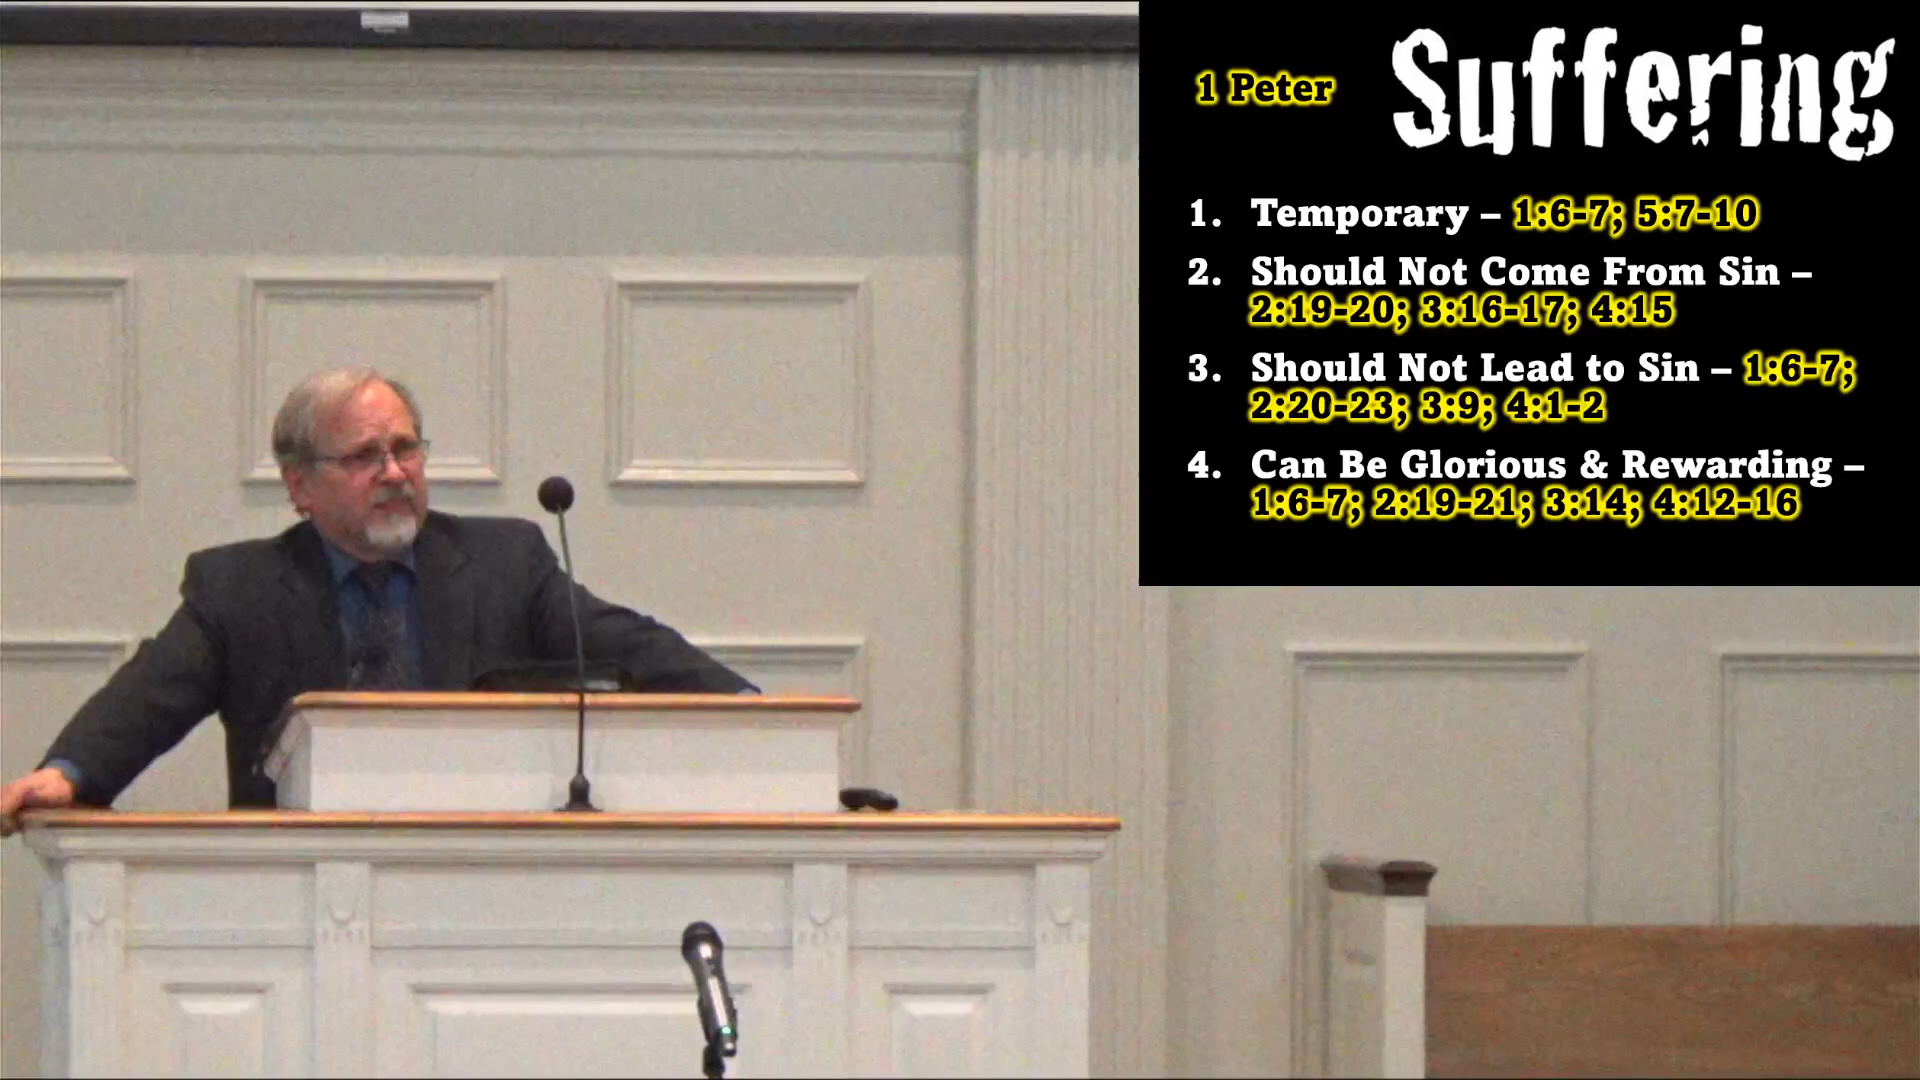 1 Peter
Suffering
1. Temporary – 1:6-7; 5:7-10
2. Should Not Come From Sin –
2:19-20; 3:16-17; 4:15
3. Should Not Lead to Sin – 1:6-7;
2:20-23; 3:9; 4:1-2
4. Can Be Glorious & Rewarding –
1:6-7; 2:19-21; 3:14; 4:12-16